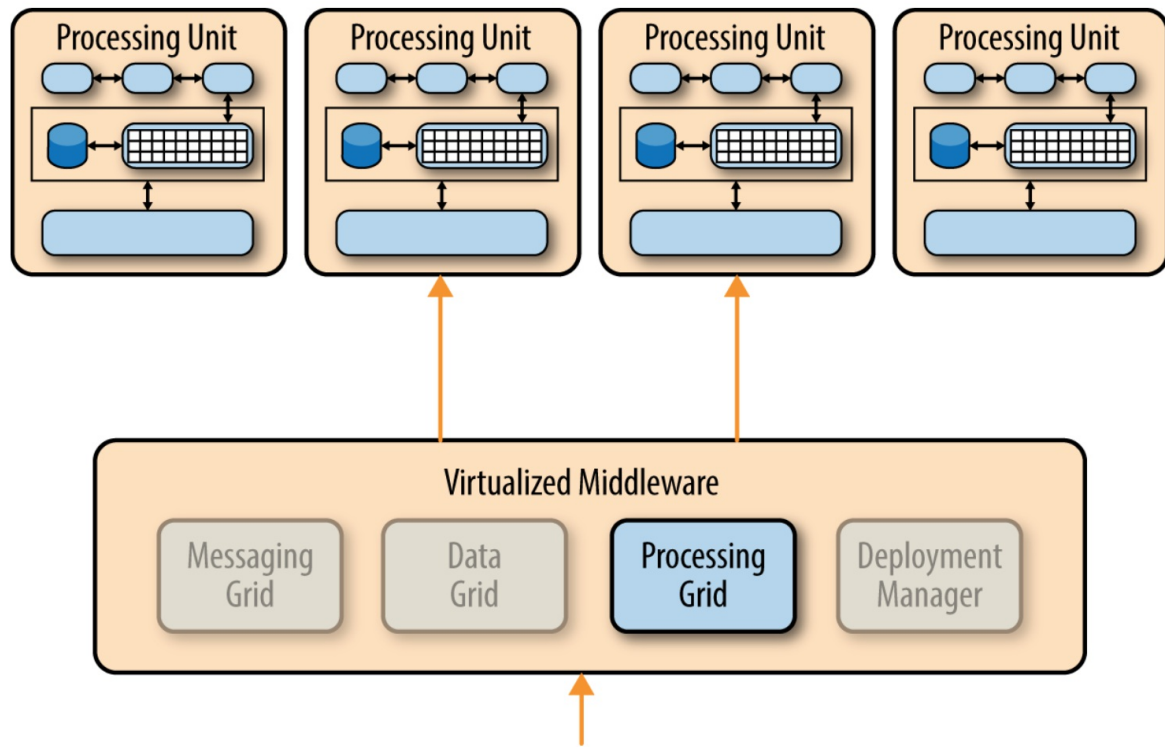 Processing Unit
Processing Unit
Processing Unit
Processing Unit
Virtualized Middleware
Messaging
Grid
Data
Grid
Processing
Grid
Deployment
Manager